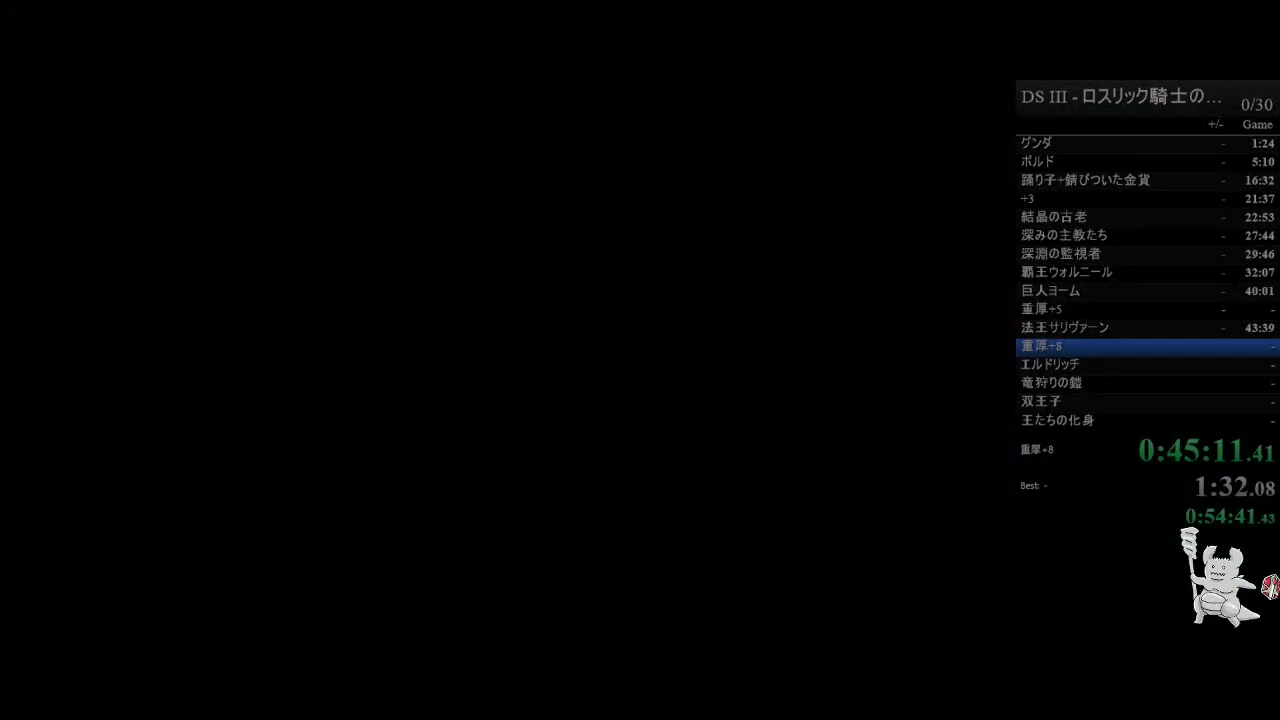 DS III - ロスリック騎士の... 0/30
+/- Game
グンダ - 1:24
ボルド - 5:10
踊り子+錆びついた金貨 - 16:32
+3 - 21:37
結晶の古老 - 22:53
深みの主教たち - 27:44
深淵の監視者 - 29:46
覇王ウォルニール - 32:07
巨人ヨーム - 40:01
重厚+5 - -
法王サリヴァーン - 43:39
重厚+8 -
エルドリッチ -
竜狩りの鎧 -
双王子 -
王たちの化身 -
重厚+8 0:45:11.41
Best: - 1:32.08
0:54:41.43